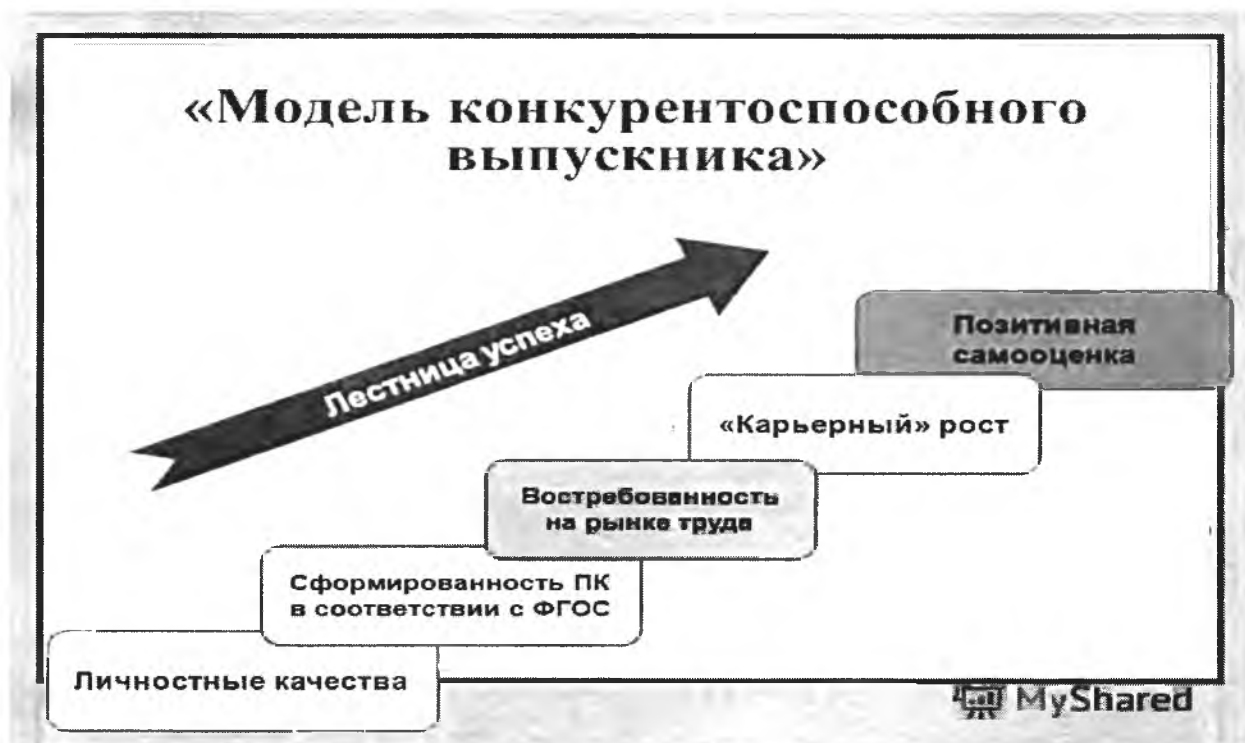 «Модель конкурентоспособного
выпускника»
Лестница успеха
Позитивная
самооценка
«Карьерный» рост
Востребованность
на рынке труда
Сформированность ПК
в соответствии с ФГОС
Личностные качества
MyShared